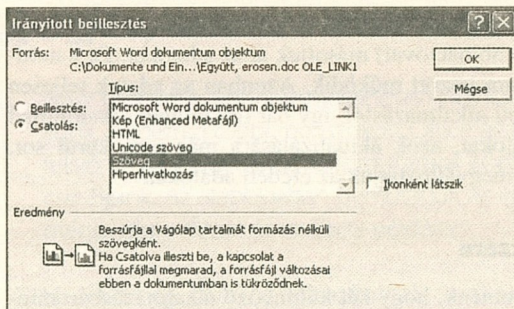 Irányított beillesztés
Forrás: Microsoft Word dokumentum objektum
C:\Dokumente und Ein...\Együtt, erosen.doc OLE_LINK1
OK
Mégse
Típus:
Beillesztés:
Csatolás:
Microsoft Word dokumentum objektum
Kép (Enhanced Metafájl)
HTML
Unicode szöveg
Szöveg
Hiperhivatkozás
Ikonként látszik
Eredmény
Beszúrja a Vágólap tartalmát formázás nélküli
szövegként.
Ha Csatolva illeszti be, a kapcsolat a
forrásfájllal megmarad, a forrásfájl változásai
ebben a dokumentumban is tükröződnek.